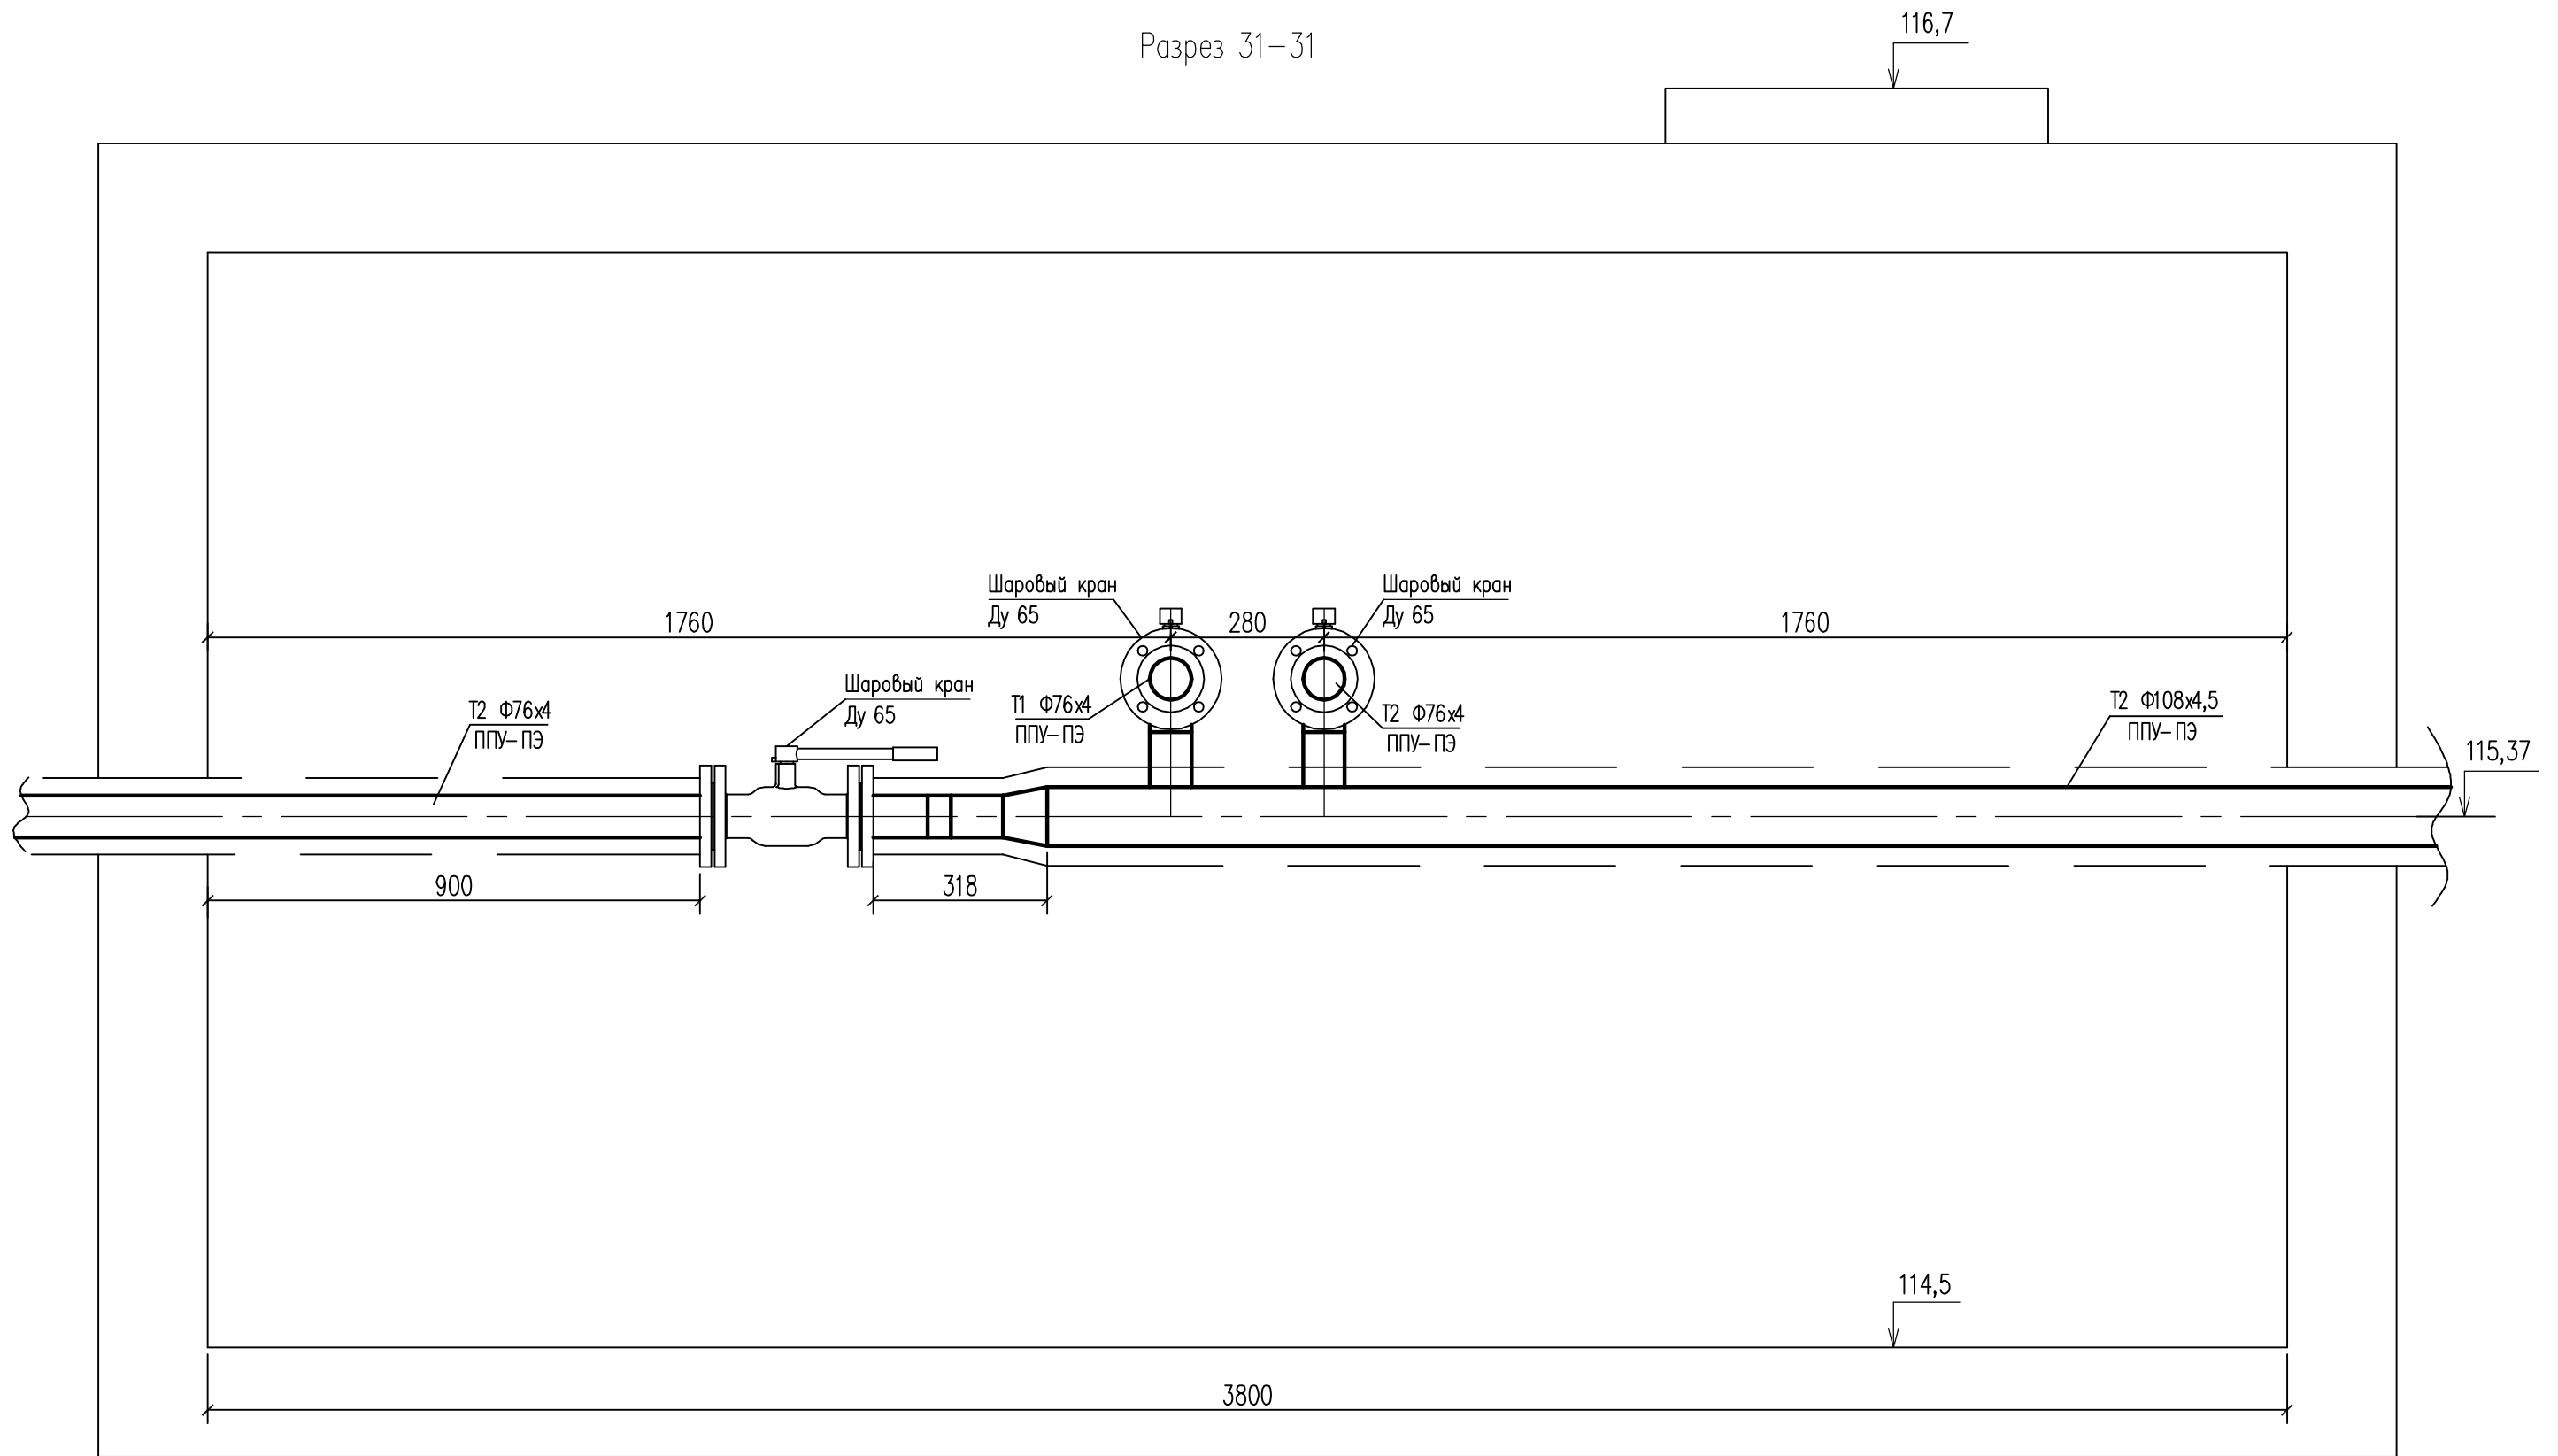 116,7
Разрез 31-31
Шаровый кран
Ду 65
Шаровый кран
Ду 65
1760
280
1760
Шаровый кран
Ду 65
Т2 Ф76х4
ППУ-ПЭ
Т1 Ф76х4
ППУ-ПЭ
Т2 Ф76х4
ППУ-ПЭ
Т2 Ф108х4,5
ППУ-ПЭ
115,37
900
318
114,5
3800